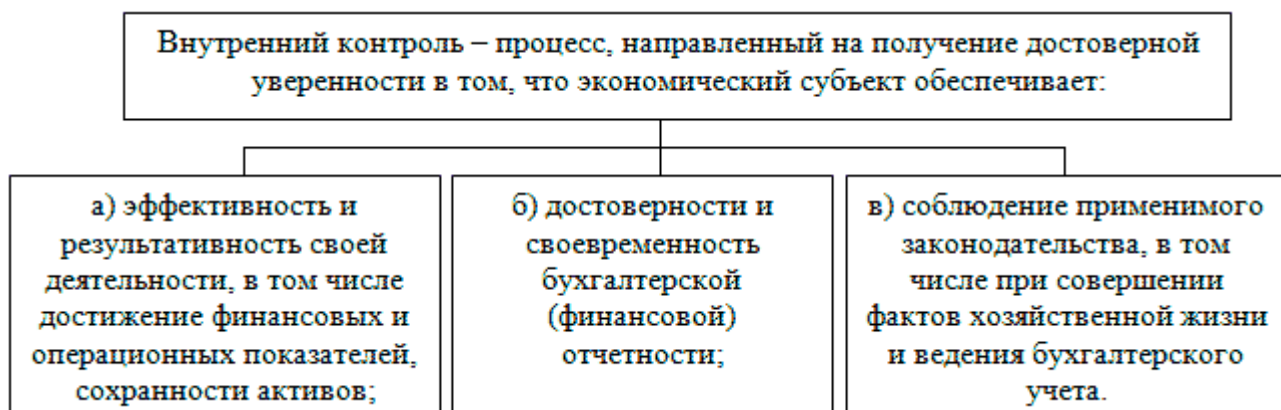 Внутренний контроль – процесс, направленный на получение достоверной
уверенности в том, что экономический субъект обеспечивает:
а) эффективность и
результативность своей
деятельности, в том числе
достижение финансовых и
операционных показателей,
сохранности активов;
б) достоверности и
своевременность
бухгалтерской
(финансовой)
отчетности;
в) соблюдение применимого
законодательства, в том
числе при совершении
фактов хозяйственной жизни
и ведения бухгалтерского
учета.